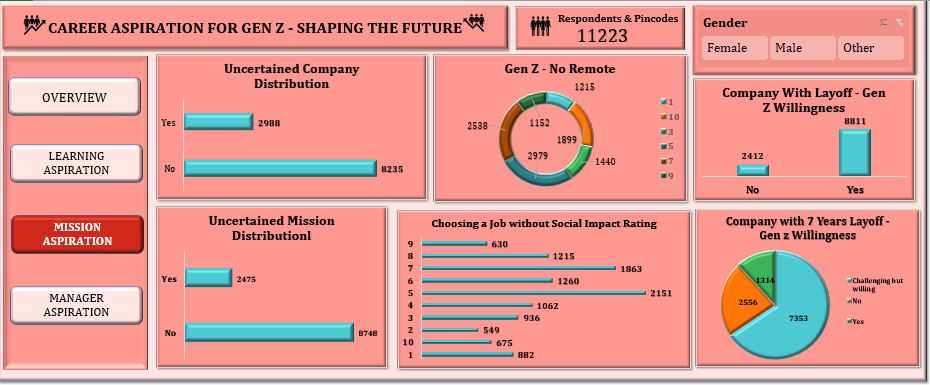 CAREER ASPIRATION FOR GEN Z - SHAPING THE FUTURE
Respondents & Pincodes
11223
Gender
Female
Male
Other
OVERVIEW
LEARNING
ASPIRATION
MISSION
ASPIRATION
MANAGER
ASPIRATION
Uncertained Company
Distribution
Yes
2988
No
8235
Gen Z - No Remote
1215
1899
1440
2979
2538
1152
1
10
3
5
7
9
Company With Layoff - Gen
Z Willingness
2412
8811
No
Yes
Uncertained Mission
Distributionl
Yes
2475
No
8748
Choosing a Job without Social Impact Rating
9 630
8 1215
7 1863
6 1260
5 2151
4 1062
3 936
2 549
10 675
1 882
Company with 7 Years Layoff -
Gen z Willingness
1314
2556
7353
Challenging but
willing
No
Yes